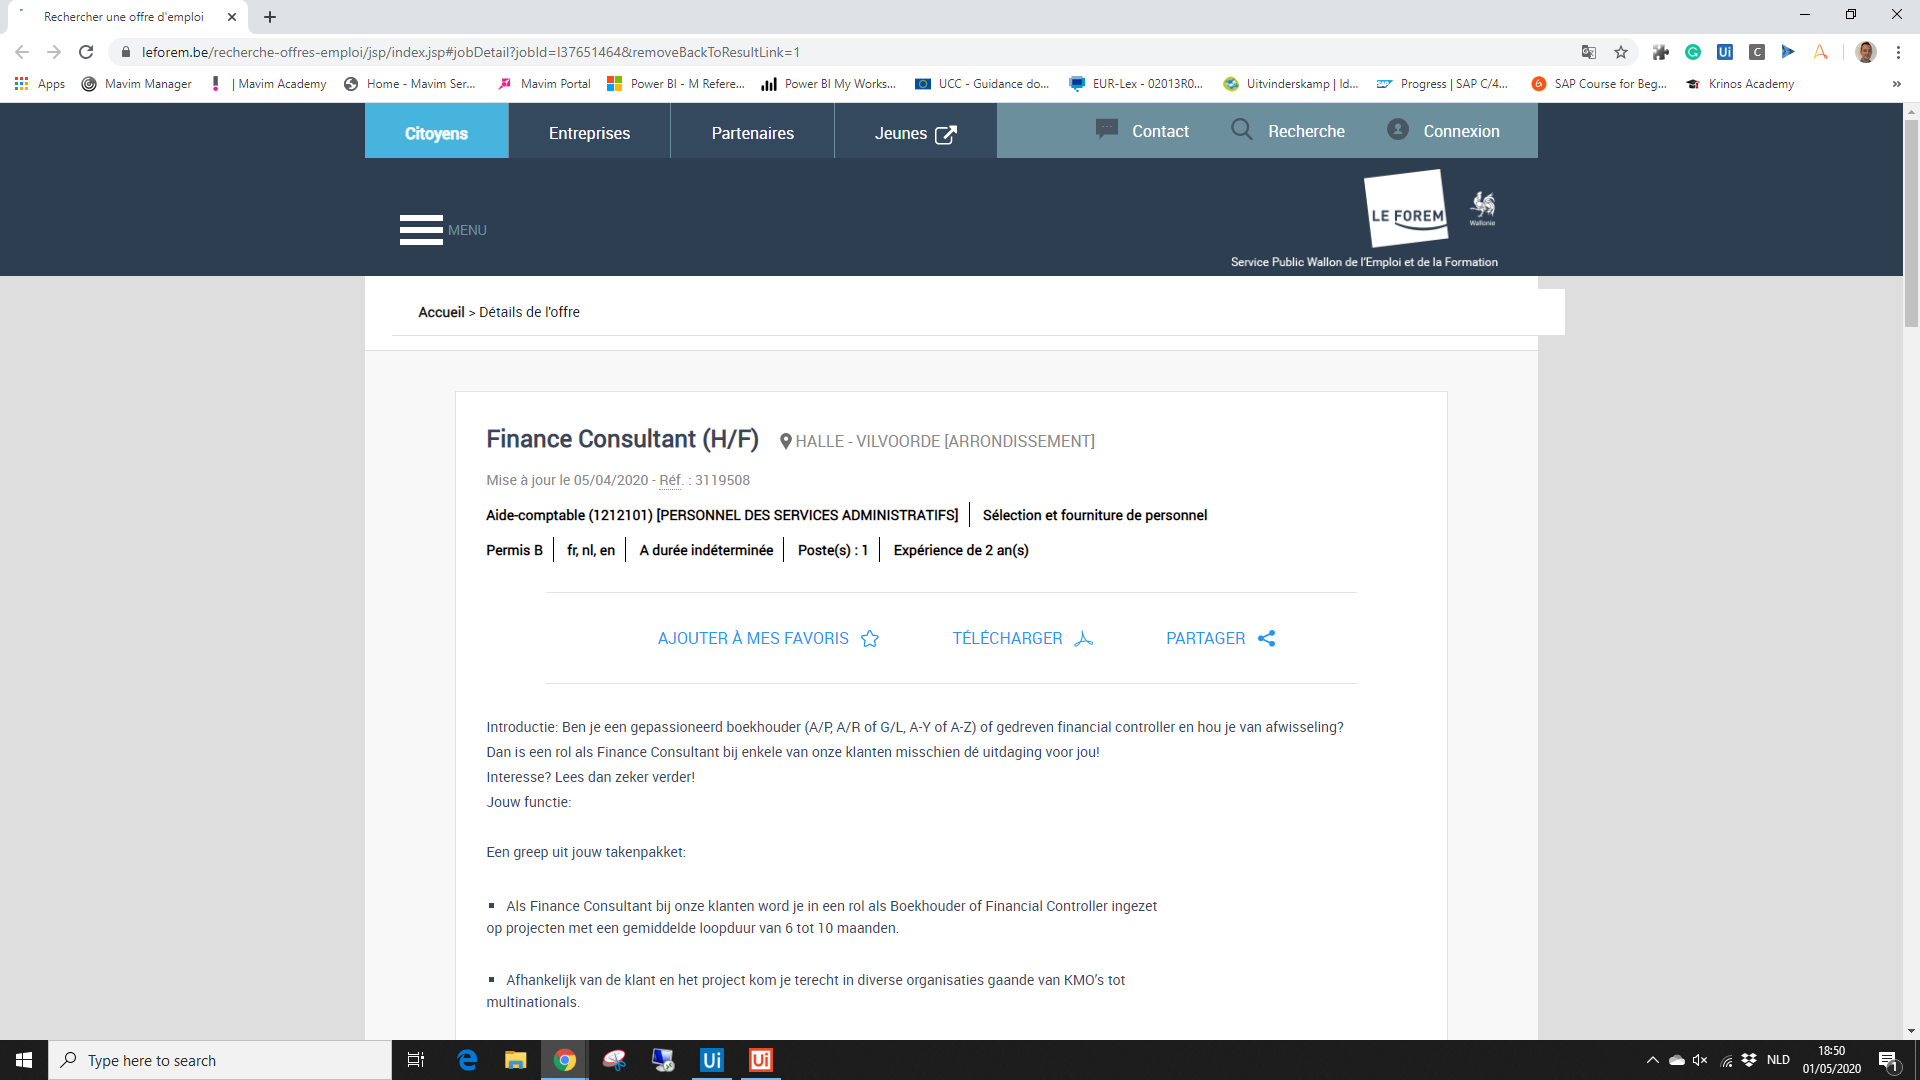 Rechercher une offre d'emploi
leforem.be/recherche-offres-emploi/jsp/index.jsp#jobDetail?jobId=I37651464&removeBackToResultLink=1
Apps Mavim Manager | Mavim Academy Home - Mavim Ser... Mavim Portal Power BI - M Refere... Power BI My Works... UCC - Guidance do... EUR-Lex - 02013R0... Uitvinderskamp | Id... Progress | SAP C/4... SAP Course for Beg... Krinos Academy »
Citoyens Entreprises Partenaires Jeunes Contact Recherche Connexion
MENU
LE FOREM
Wallonie
Service Public Wallon de l'Emploi et de la Formation
Accueil > Détails de l'offre
Finance Consultant (H/F) HALLE - VILVOORDE [ARRONDISSEMENT]
Mise à jour le 05/04/2020 - Réf. : 3119508
Aide-comptable (1212101) [PERSONNEL DES SERVICES ADMINISTRATIFS] Sélection et fourniture de personnel
Permis B fr, nl, en A durée indéterminée Poste(s) : 1 Expérience de 2 an(s)
AJOUTER À MES FAVORIS TÉLÉCHARGER PARTAGER
Introductie: Ben je een gepassioneerd boekhouder (A/P, A/R of G/L, A-Y of A-Z) of gedreven financial controller en hou je van afwisseling?
Dan is een rol als Finance Consultant bij enkele van onze klanten misschien dé uitdaging voor jou!
Interesse? Lees dan zeker verder!
Jouw functie:
Een greep uit jouw takenpakket:
▪ Als Finance Consultant bij onze klanten word je in een rol als Boekhouder of Financial Controller ingezet
op projecten met een gemiddelde loopduur van 6 tot 10 maanden.
▪ Afhankelijk van de klant en het project kom je terecht in diverse organisaties gaande van KMO's tot
multinationals.
Type here to search
Ui Ui
NLD
18:50
01/05/2020
1